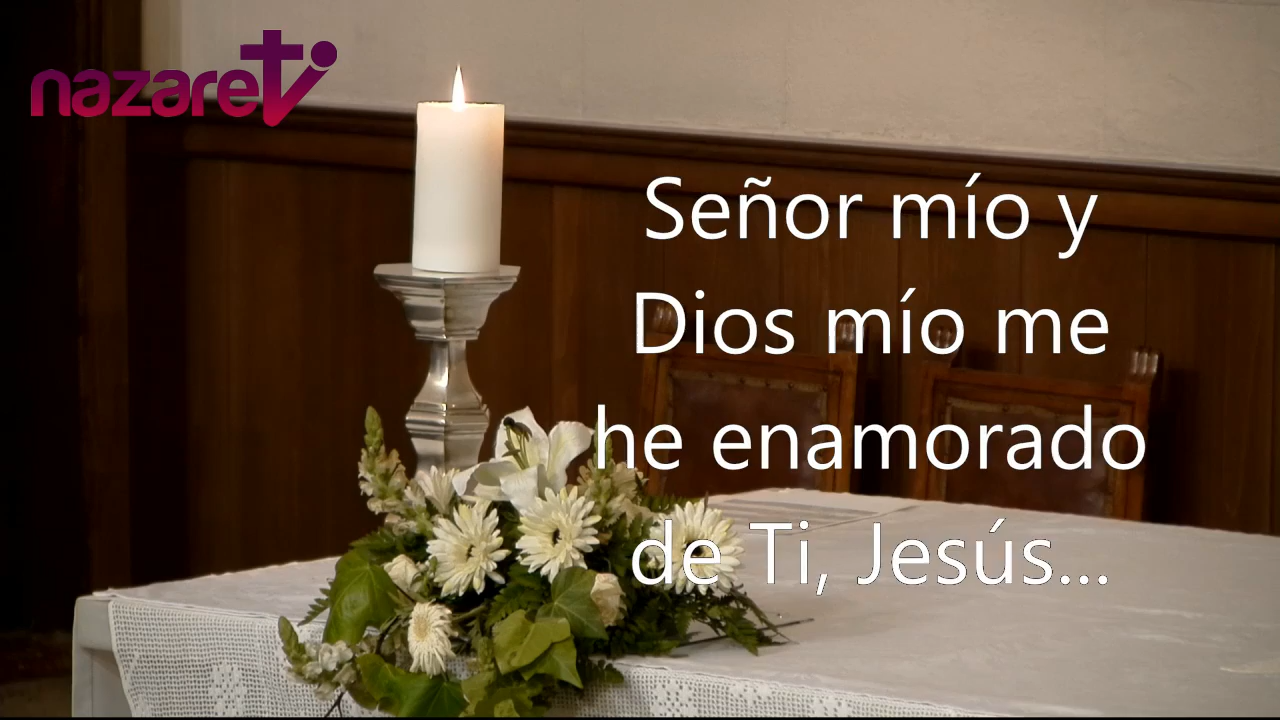 nazareTi
Señor mío y
Dios mío me
he enamorado
de Ti, Jesús...